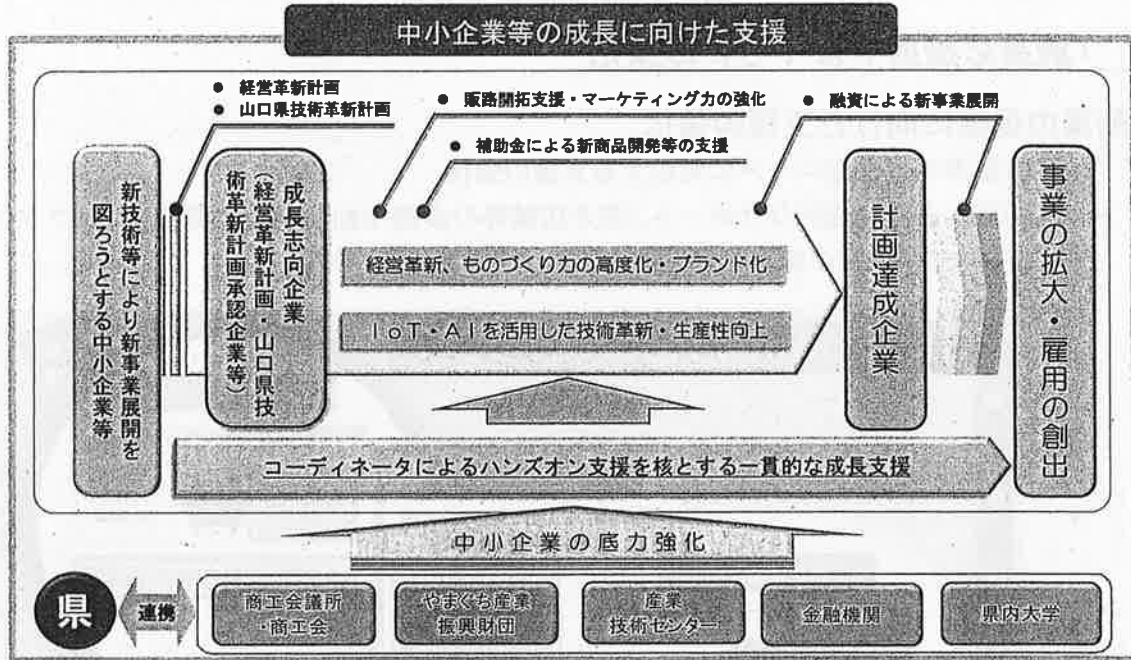 中小企業等の成長に向けた支援
● 経営革新計画
● 山口県技術革新計画
● 販路開拓支援・マーケティング力の強化
● 補助金による新商品開発等の支援
● 融資による新事業展開
新技術等により新事業展開を
図ろうとする中小企業等
成長志向企業
(経営革新計画・山口県技
術革新計画承認企業等)
経営革新、ものづくり力の高度化・ブランド化
IoT・AIを活用した技術革新・生産性向上
計画達成企業
事業の拡大・雇用の創出
コーディネータによるハンズオン支援を核とする一貫的な成長支援
中小企業の底力強化
県
連携
商工会議所
・商工会
やまぐち産業
振興財団
産業
技術センター
金融機関
県内大学